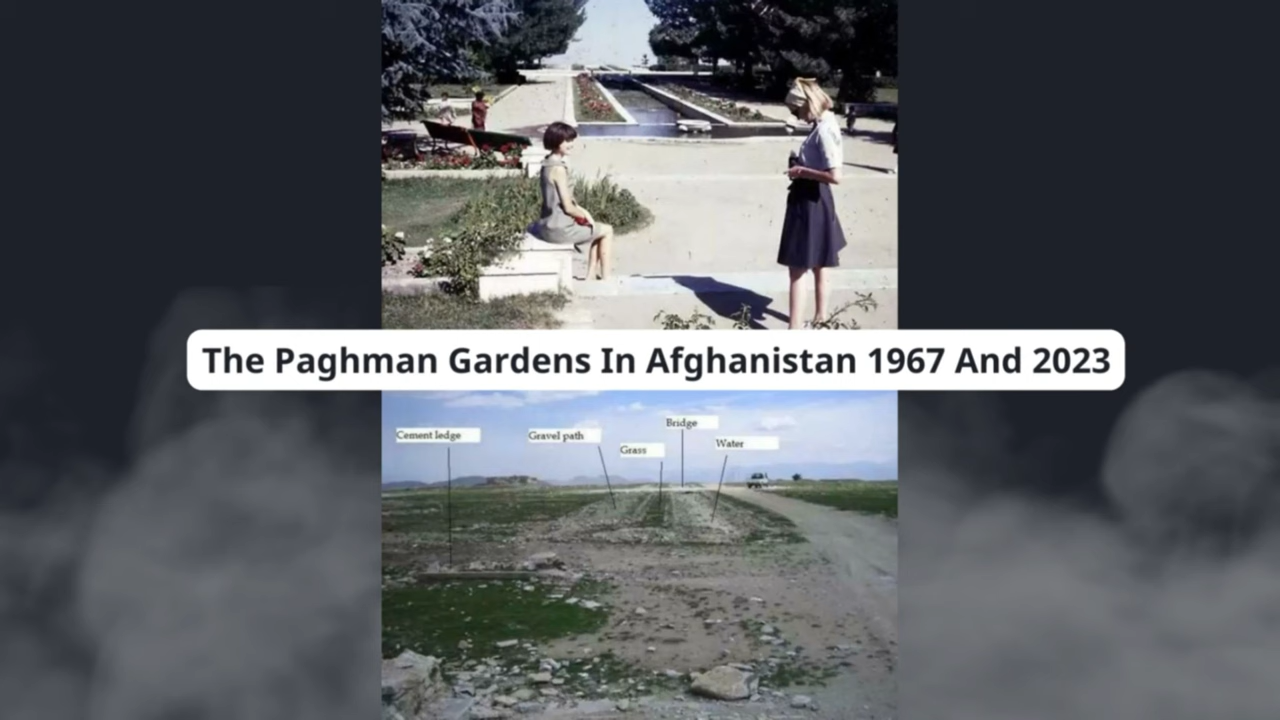 The Paghman Gardens In Afghanistan 1967 And 2023
Bridge
Cement ledge
Gravel path
Water
Grass